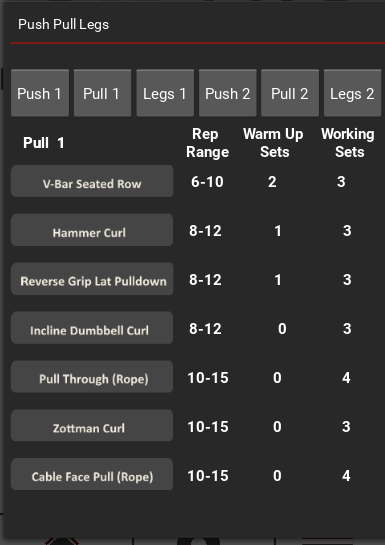 Push Pull Legs
Push 1 Pull 1 Legs 1 Push 2 Pull 2 Legs 2
Pull 1 Rep Range Warm Up Sets Working Sets
V-Bar Seated Row 6-10 2 3
Hammer Curl 8-12 1 3
Reverse Grip Lat Pulldown 8-12 1 3
Incline Dumbbell Curl 8-12 0 3
Pull Through (Rope) 10-15 0 4
Zottman Curl 10-15 0 3
Cable Face Pull (Rope) 10-15 0 4